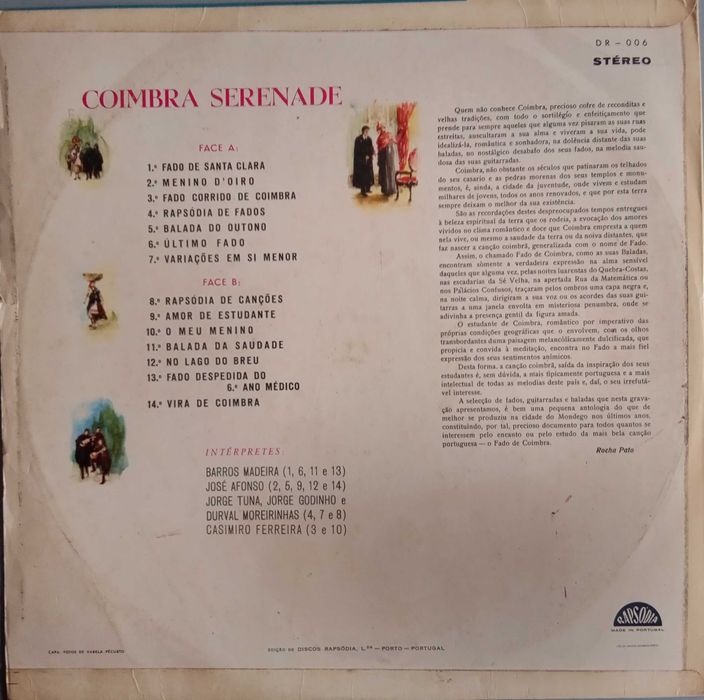 DR - 006
STÉREO
COIMBRA SERENADE
FACE A:
1.º FADO DE SANTA CLARA
2.º MENINO D'OIRO
3.º FADO CORRIDO DE COIMBRA
4.º RAPSÓDIA DE FADOS
5.º BALADA DO OUTONO
6.º ÚLTIMO FADO
7.º VARIAÇÕES EM SI MENOR
FACE B:
8.º RAPSÓDIA DE CANÇÕES
9.º AMOR DE ESTUDANTE
10.º O MEU MENINO
11.º BALADA DA SAUDADE
12.º NO LAGO DO BREU
13.º FADO DESPEDIDA DO
6.º ANO MÉDICO
14.º VIRA DE COIMBRA
INTÉRPRETES:
BARROS MADEIRA (1, 6, 11 e 13)
JOSÉ AFONSO (2, 5, 9, 12 e 14)
JORGE TUNA, JORGE GODINHO e
DURVAL MOREIRINHAS (4, 7 e 8)
CASIMIRO FERREIRA (3 e 10)
Quem não conhece Coimbra, precioso cofre de reconditas e
velhas tradições, com todo o sortilégio e enfeitiçamento que
prende para sempre aqueles que alguma vez pisaram as suas ruas
estreitas, auscultaram a sua alma e viveram a sua vida, pode
idealizá-la, romântica e sonhadora, na dolência distante das suas
baladas, no nostálgico desabafo dos seus fados, na melodia sau-
dosa das suas guitarradas.
Coimbra, não obstante os séculos que patinaram os telhados
do seu casario e as pedras morenas dos seus templos e monu-
mentos, é, ainda, a cidade da juventude, onde vivem e estudam
milhares de jovens, todos os anos renovados, e que por esta terra
sempre deixam o melhor da sua existência.
São as recordações destes despreocupados tempos entregues
à beleza espiritual da terra que os rodeia, a evocação dos amores
vividos no clima romântico e doce que Coimbra empresta a quem
nela vive, ou mesmo a saudade da terra ou da noiva distantes, que
faz nascer a canção coimbrã, generalizada com o nome de Fado.
Assim, o chamado Fado de Coimbra, como as suas Baladas,
encontram sòmente a verdadeira expressão na alma sensível
daqueles que alguma vez, pelas noites luarentas do Quebra-Costas,
nas escadarias da Sé Velha, na apertada Rua da Matemática ou
nos Palácios Confusos, traçaram pelos ombros uma capa negra e,
na noite calma, dirigiram a sua voz ou os acordes das suas gui-
tarras a uma janela envolta em misteriosa penumbra, onde se
adivinha a presença gentil da figura amada.
O estudante de Coimbra, romântico por imperativo das
próprias condições geográficas que o envolvem, com os olhos
transbordantes duma paisagem melancòlicamente dulcificada, que
propicia e convida à meditação, encontra no Fado a mais fiel
expressão dos seus sentimentos anímicos.
Desta forma, a canção coimbrã, saída da inspiração dos seus
estudantes é, sem dúvida, a mais tipicamente portuguesa e a mais
intelectual de todas as melodias deste país e, daí, o seu irrefutá-
vel interesse.
A selecção de fados, guitarradas e baladas que nesta grava-
ção apresentamos, é bem uma pequena antologia do que de
melhor se produziu na cidade do Mondego nos últimos anos,
constituindo, por tal, precioso documento para todos quantos se
interessem pelo encanto ou pelo estudo da mais bela canção
portuguesa — o Fado de Coimbra.
Rocha Pato
RAPSÓDIA
MADE IN PORTUGAL
CAPA: FOTOS DE VARELA PÈCURTO
EDIÇÃO DE DISCOS RAPSÓDIA, L.DA — PORTO — PORTUGAL